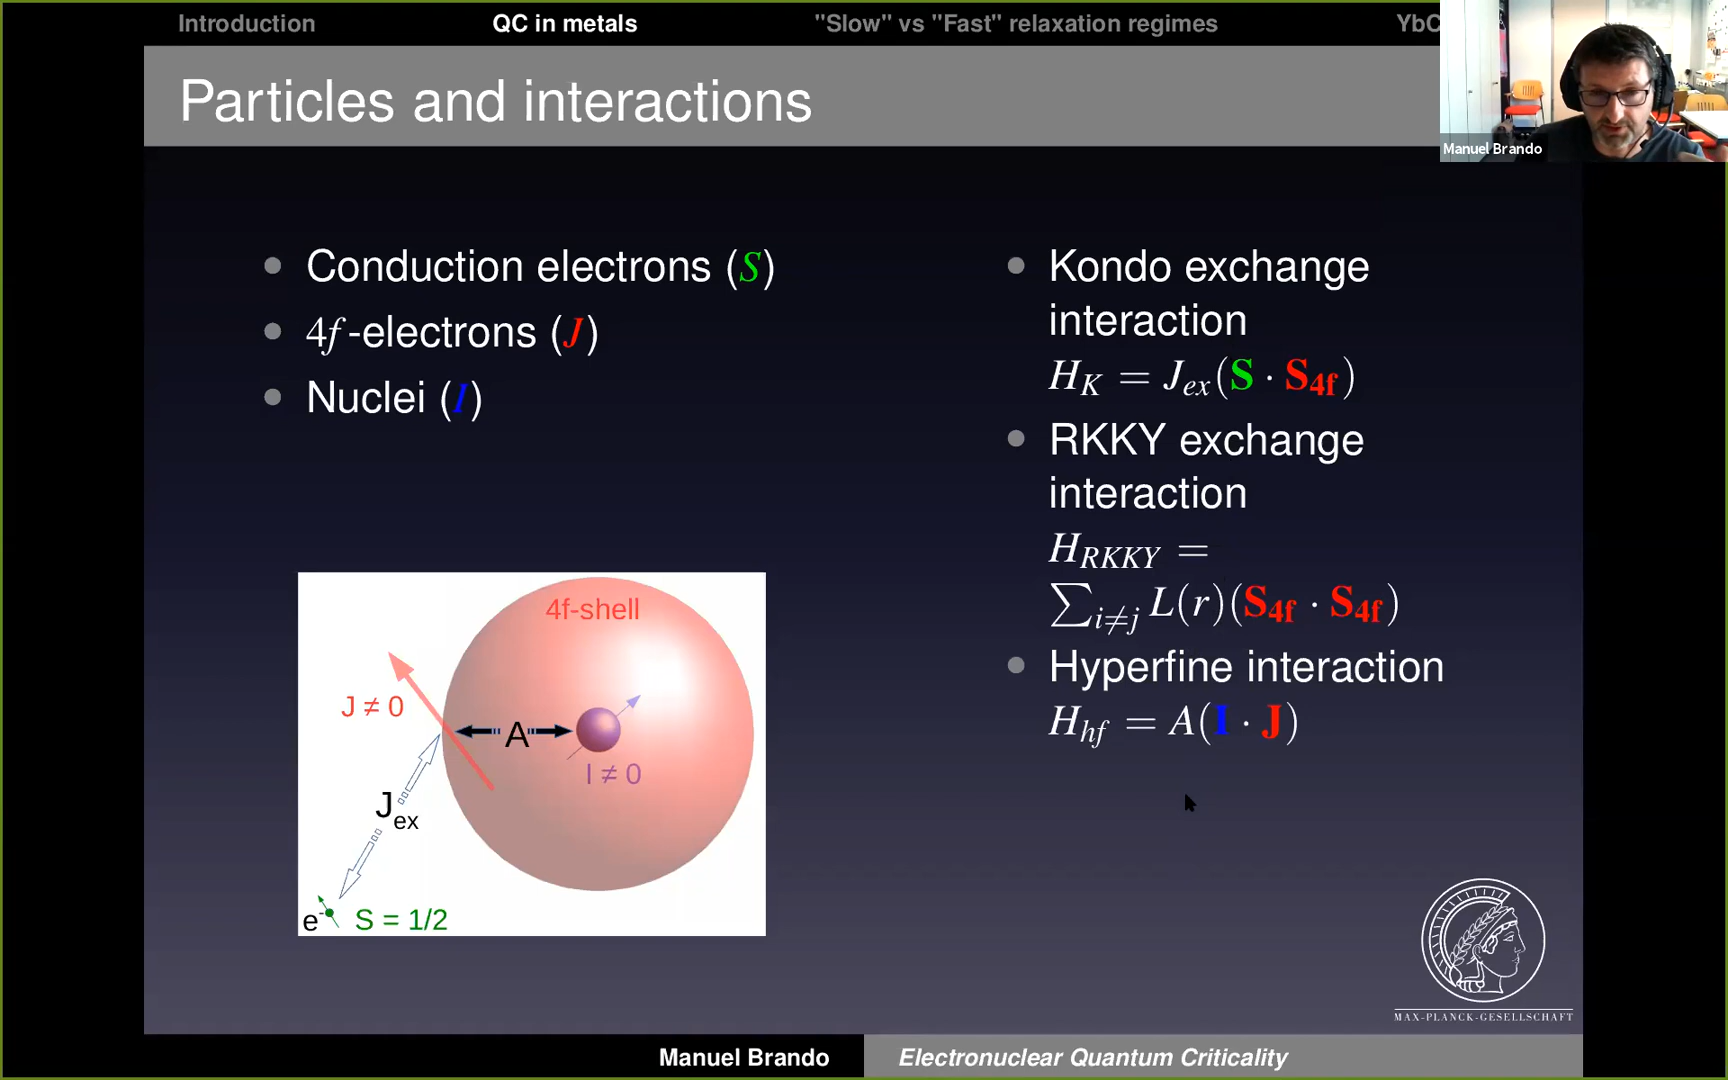 Introduction
QC in metals
"Slow" vs "Fast" relaxation regimes
YbC
Particles and interactions
Manuel Brando
• Conduction electrons (S)
• 4f-electrons (J)
• Nuclei (I)
4f-shell
J ≠ 0
A
I ≠ 0
J_ex
e⁻ S = 1/2
• Kondo exchange
interaction
H_K = J_ex(S · S_4f)
• RKKY exchange
interaction
H_RKKY =
∑_i≠j L(r)(S_4f · S_4f)
• Hyperfine interaction
H_hf = A(I · J)
MAX-PLANCK-GESELLSCHAFT
Manuel Brando
Electronuclear Quantum Criticality